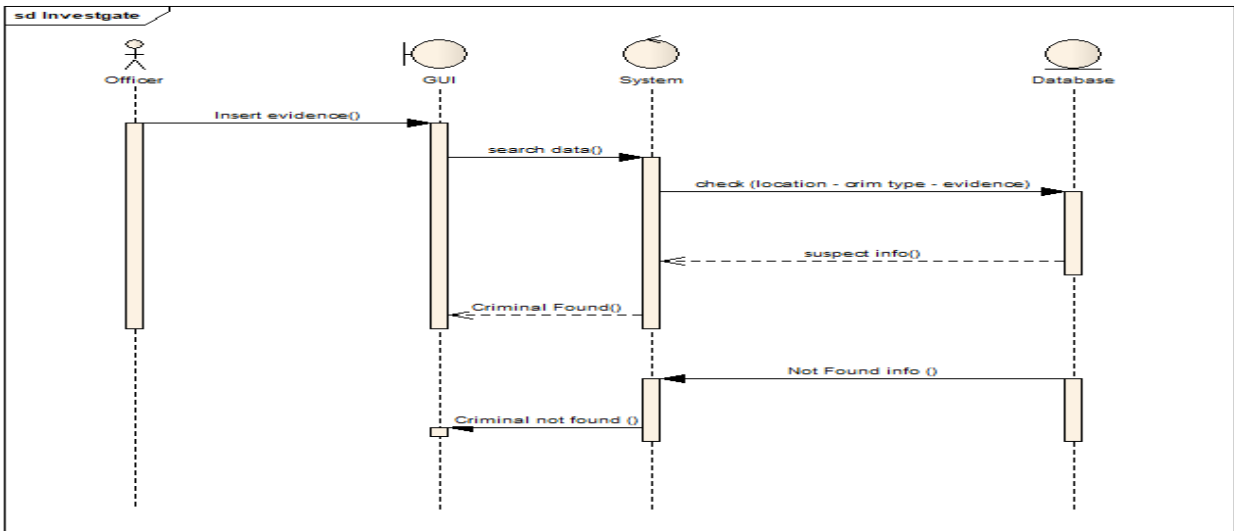 sd Investgate
Officer
GUI
System
Database
Insert evidence()
search data()
check (location - crim type - evidence)
suspect info()
Criminal Found()
Not Found info ()
Criminal not found ()